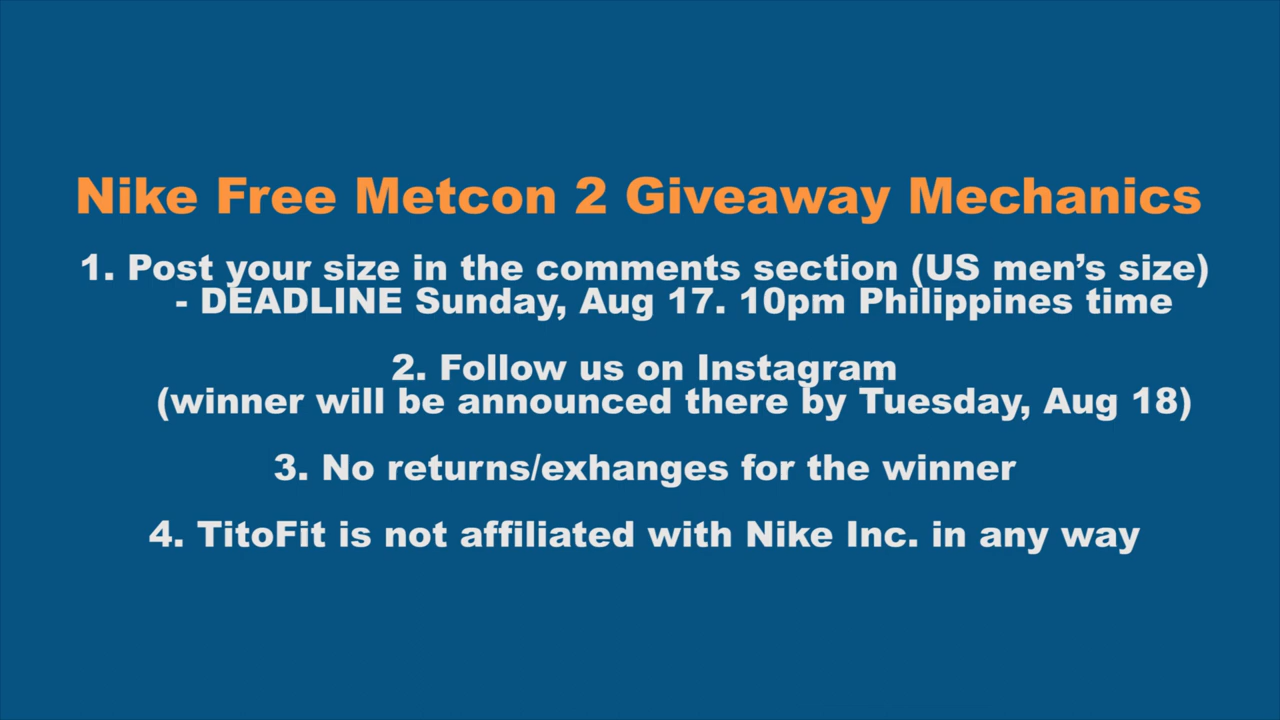 Nike Free Metcon 2 Giveaway Mechanics
1. Post your size in the comments section (US men’s size)
- DEADLINE Sunday, Aug 17. 10pm Philippines time
2. Follow us on Instagram
(winner will be announced there by Tuesday, Aug 18)
3. No returns/exhanges for the winner
4. TitoFit is not affiliated with Nike Inc. in any way